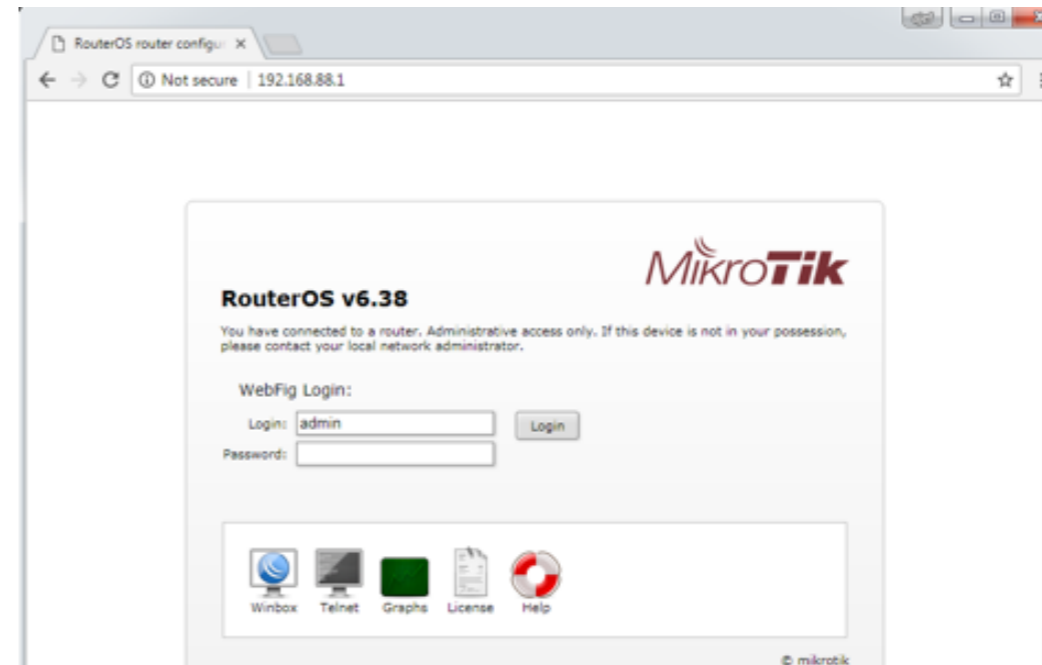 RouterOS router configu
Not secure | 192.168.88.1
MikroTik
RouterOS v6.38
You have connected to a router. Administrative access only. If this device is not in your possession,
please contact your local network administrator.
WebFig Login:
Login: admin Login
Password:
Winbox Telnet Graphs License Help
© mikrotik